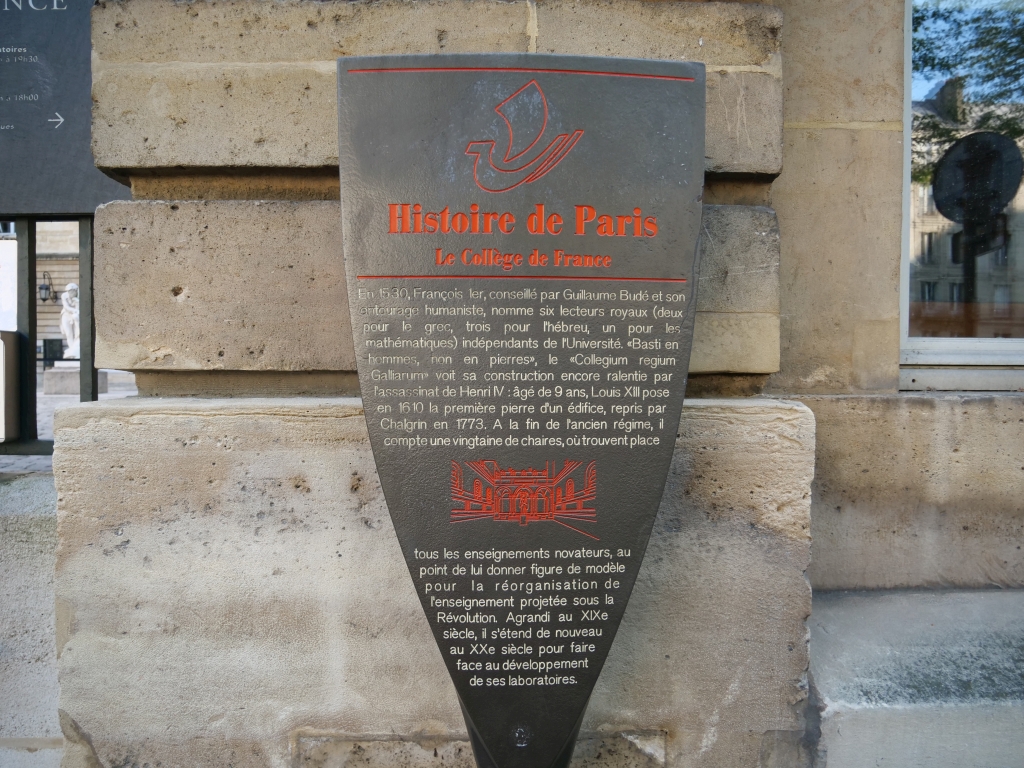 NCE
à 19h30
à 18h00
Histoire de Paris
Le Collège de France
En 1530, François Ier, conseillé par Guillaume Budé et son
entourage humaniste, nomme six lecteurs royaux (deux
pour le grec, trois pour l'hébreu, un pour les
mathématiques) indépendants de l'Université. «Basti en
hommes, non en pierres», le «Collegium regium
Galliarum» voit sa construction encore ralentie par
l'assassinat de Henri IV : âgé de 9 ans, Louis XIII pose
en 1610 la première pierre d'un édifice, repris par
Chalgrin en 1773. A la fin de l'ancien régime, il
compte une vingtaine de chaires, où trouvent place
tous les enseignements novateurs, au
point de lui donner figure de modèle
pour la réorganisation de
l'enseignement projetée sous la
Révolution. Agrandi au XIXe
siècle, il s'étend de nouveau
au XXe siècle pour faire
face au développement
de ses laboratoires.